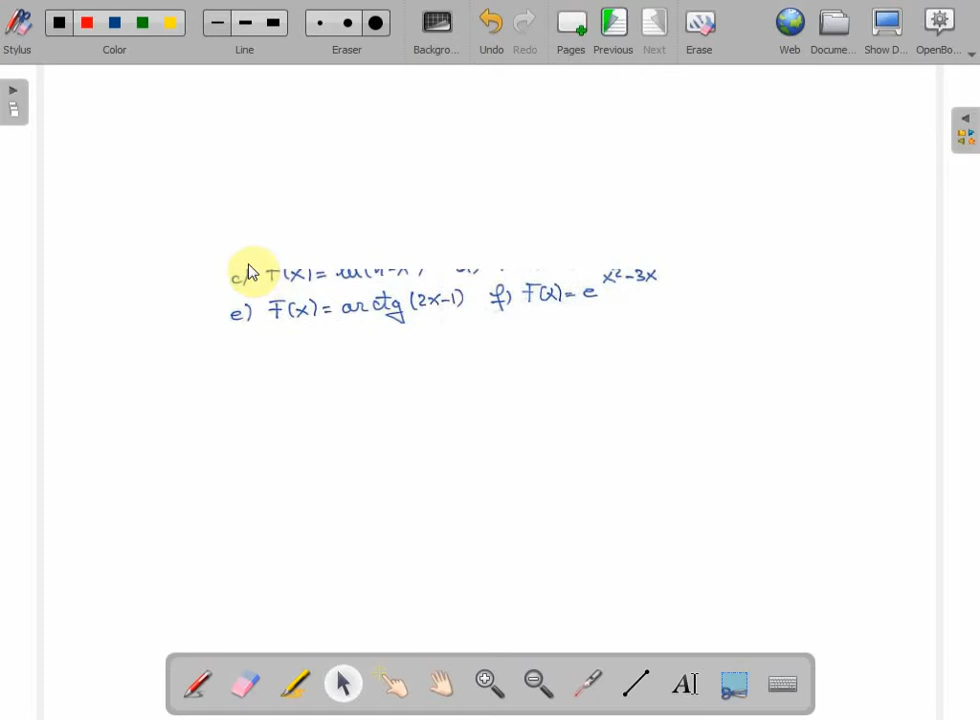 Stylus Color Line Eraser Backgro... Undo Redo Pages Previous Next Erase Web Docume... Show D... OpenBo...
x²-3x
e) F(x)= arctg(2x-1) f) F(x)= e
A